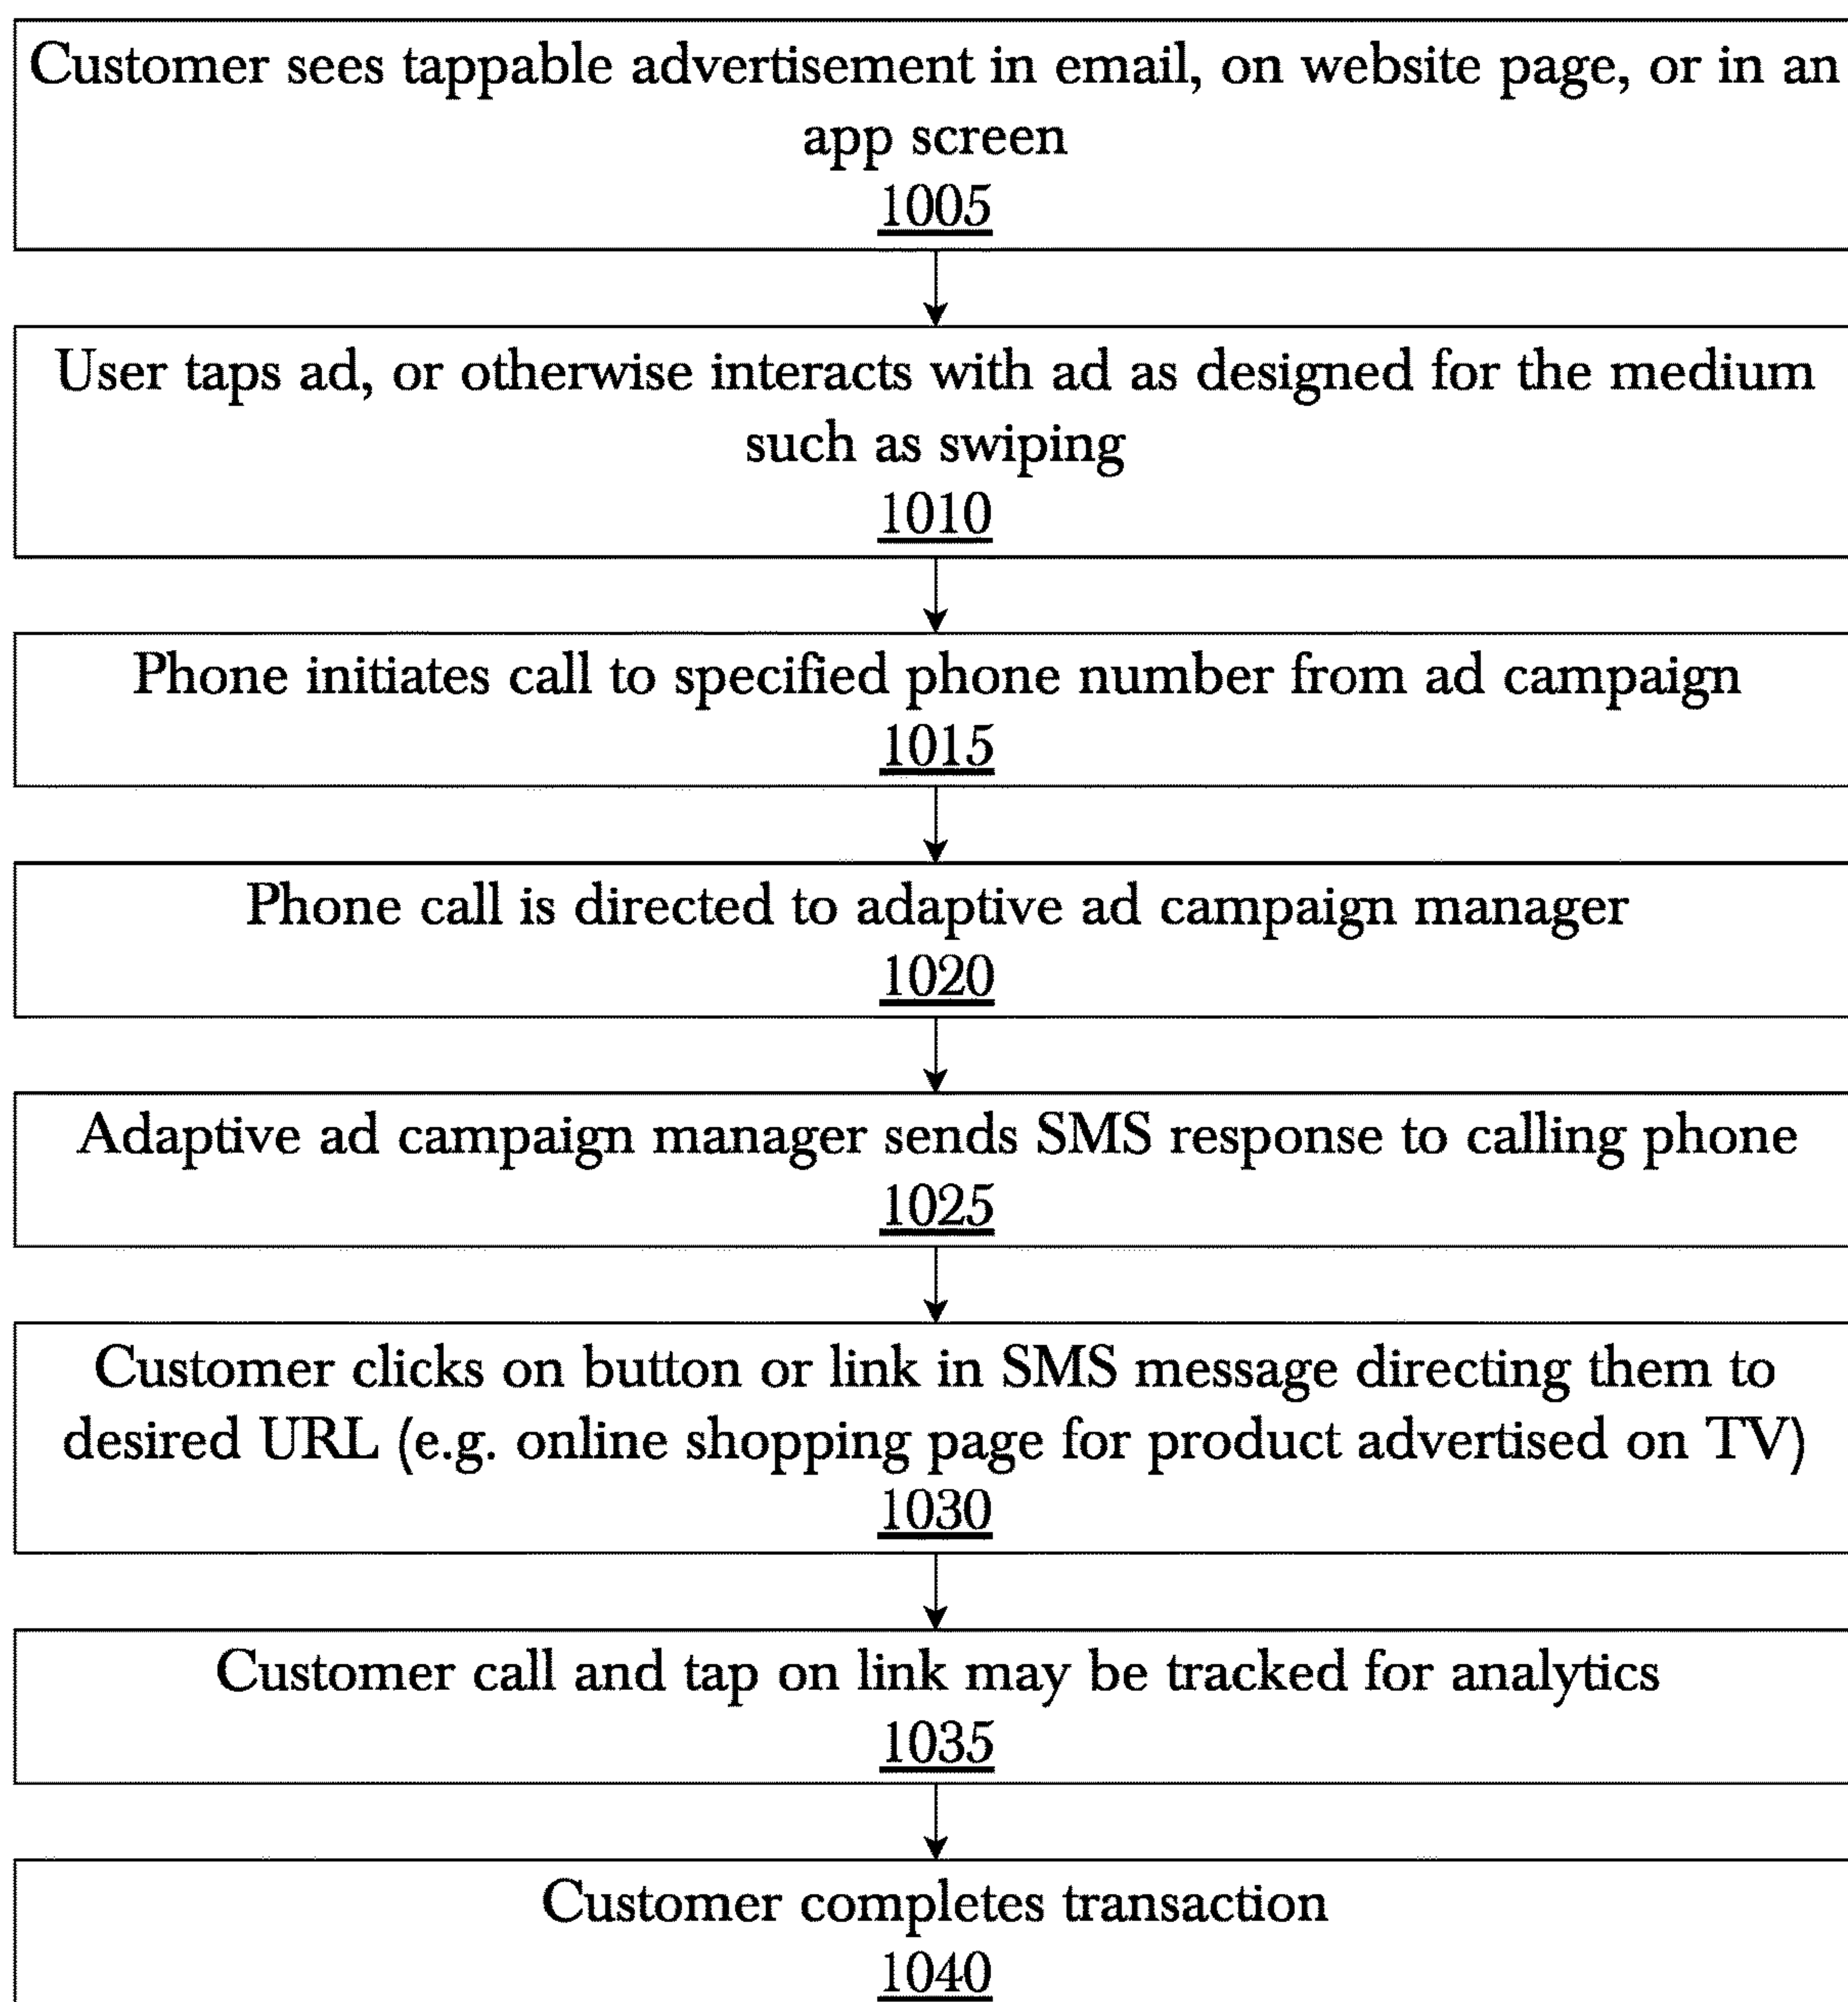 Customer sees tappable advertisement in email, on website page, or in an
app screen
1005
User taps ad, or otherwise interacts with ad as designed for the medium
such as swiping
1010
Phone initiates call to specified phone number from ad campaign
1015
Phone call is directed to adaptive ad campaign manager
1020
Adaptive ad campaign manager sends SMS response to calling phone
1025
Customer clicks on button or link in SMS message directing them to
desired URL (e.g. online shopping page for product advertised on TV)
1030
Customer call and tap on link may be tracked for analytics
1035
Customer completes transaction
1040